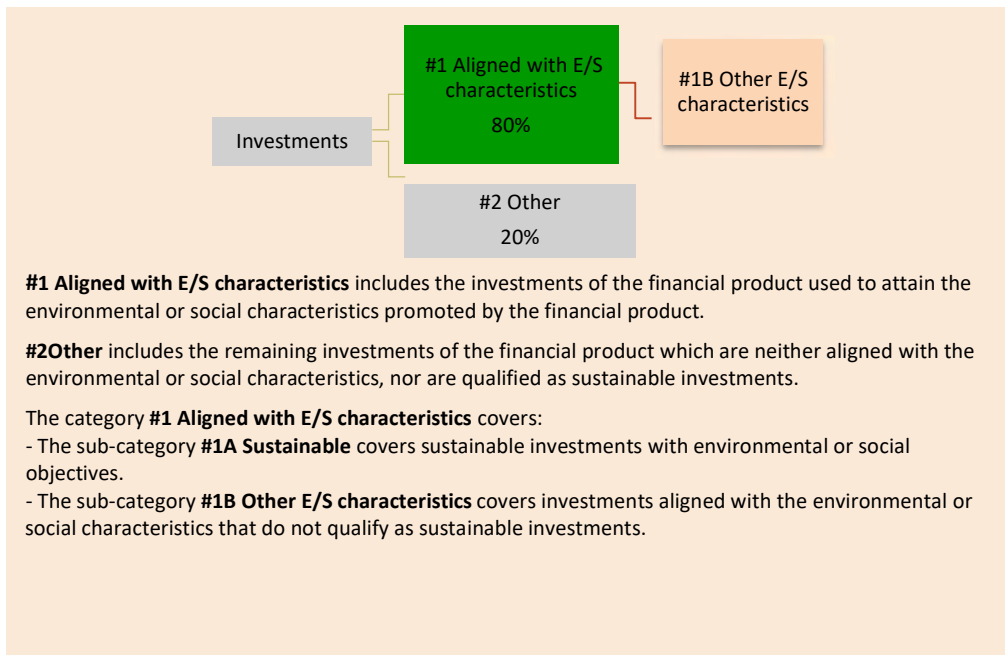 #1 Aligned with E/S
characteristics
80%
#1B Other E/S
characteristics
Investments
#2 Other
20%
#1 Aligned with E/S characteristics includes the investments of the financial product used to attain the
environmental or social characteristics promoted by the financial product.
#2Other includes the remaining investments of the financial product which are neither aligned with the
environmental or social characteristics, nor are qualified as sustainable investments.
The category #1 Aligned with E/S characteristics covers:
- The sub-category #1A Sustainable covers sustainable investments with environmental or social
objectives.
- The sub-category #1B Other E/S characteristics covers investments aligned with the environmental or
social characteristics that do not qualify as sustainable investments.